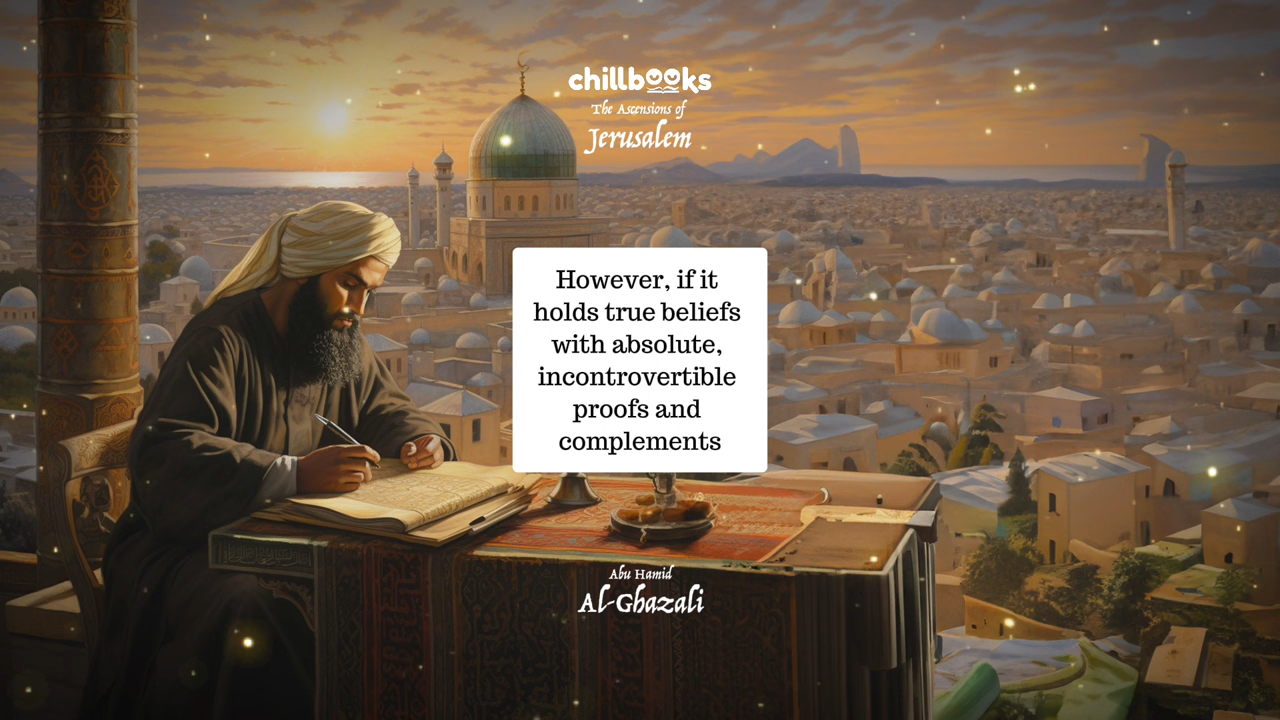 chillbooks
The Ascensions of
Jerusalem
However, if it
holds true beliefs
with absolute,
incontrovertible
proofs and
complements
Abu Hamid
Al-Ghazali